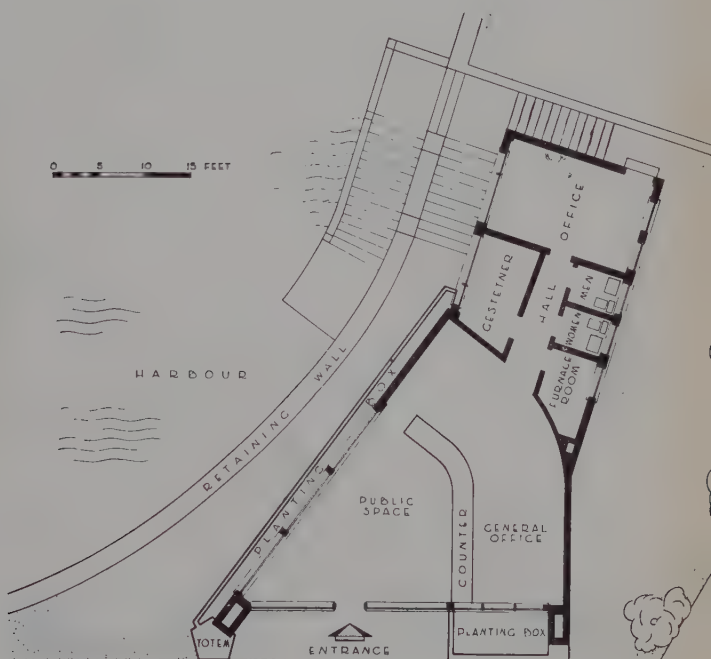 0 5 10 15 FEET
OFFICE
GESTETNER
HALL
MEN
WOMEN
FURNACE
ROOM
HARBOUR
RETAINING WALL
PLANTING BOX
PUBLIC
SPACE
COUNTER
GENERAL
OFFICE
TOTEM
ENTRANCE
PLANTING BOX